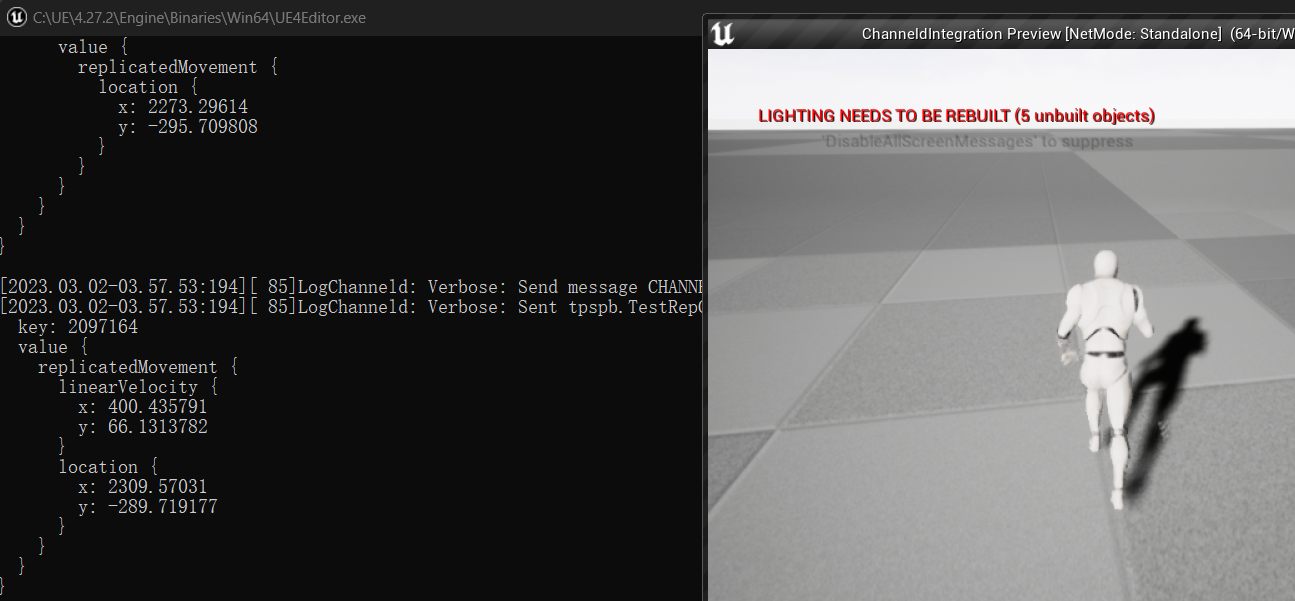 C:\UE\4.27.2\Engine\Binaries\Win64\UE4Editor.exe
value {
replicatedMovement {
location {
x: 2273.29614
y: -295.709808
}
}
}
}
}
}
[2023.03.02-03.57.53:194][ 85]LogChanneld: Verbose: Send message CHANN
[2023.03.02-03.57.53:194][ 85]LogChanneld: Verbose: Sent tpspb.TestRep
key: 2097164
value {
replicatedMovement {
linearVelocity {
x: 400.435791
y: 66.1313782
}
location {
x: 2309.57031
y: -289.719177
}
}
}
}
ChanneldIntegration Preview [NetMode: Standalone] (64-bit/W
LIGHTING NEEDS TO BE REBUILT (5 unbuilt objects)
'DisableAllScreenMessages' to suppress